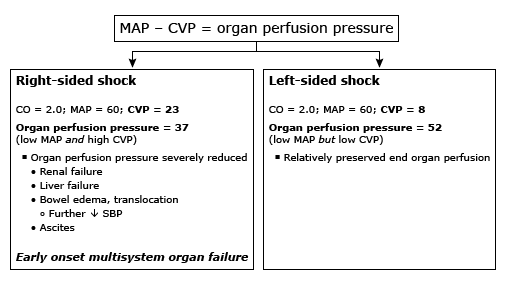 MAP – CVP = organ perfusion pressure
Right-sided shock
CO = 2.0; MAP = 60; CVP = 23
Organ perfusion pressure = 37
(low MAP and high CVP)
▪ Organ perfusion pressure severely reduced
• Renal failure
• Liver failure
• Bowel edema, translocation
o Further ↓ SBP
• Ascites
Early onset multisystem organ failure
Left-sided shock
CO = 2.0; MAP = 60; CVP = 8
Organ perfusion pressure = 52
(low MAP but low CVP)
▪ Relatively preserved end organ perfusion